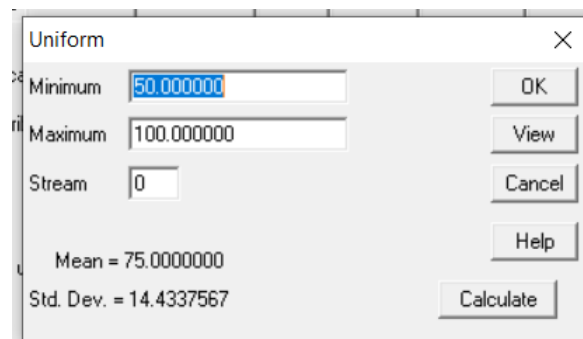 Uniform
Minimum 50.000000 OK
Maximum 100.000000 View
Stream 0 Cancel
Help
Mean = 75.0000000
Std. Dev. = 14.4337567 Calculate